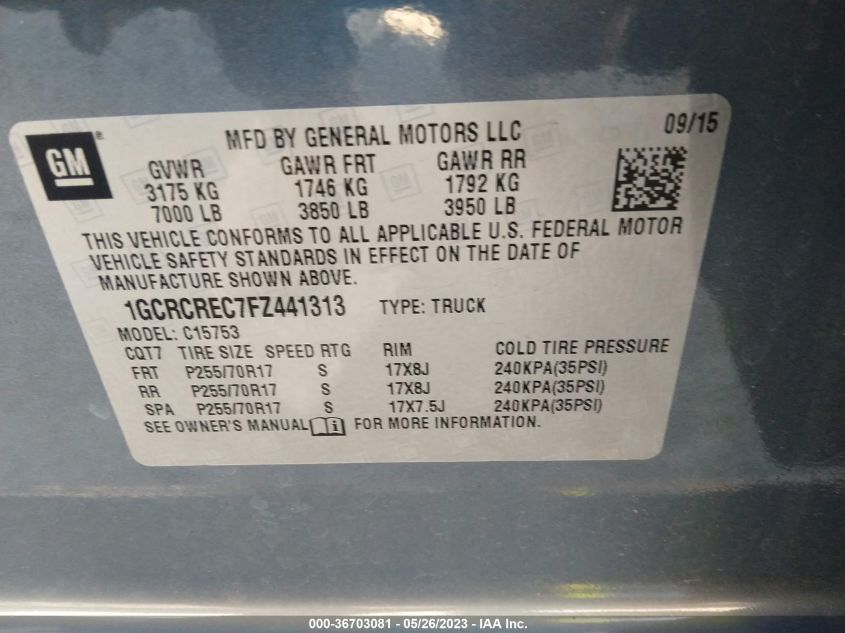 GM ®
MFD BY GENERAL MOTORS LLC 09/15
GVWR GAWR FRT GAWR RR
3175 KG 1746 KG 1792 KG
7000 LB 3850 LB 3950 LB
THIS VEHICLE CONFORMS TO ALL APPLICABLE U.S. FEDERAL MOTOR
VEHICLE SAFETY STANDARDS IN EFFECT ON THE DATE OF
MANUFACTURE SHOWN ABOVE.
1GCRCREC7FZ441313 TYPE: TRUCK
MODEL: C15753
CQT7 TIRE SIZE SPEED RTG RIM COLD TIRE PRESSURE
FRT P255/70R17 S 17X8J 240KPA(35PSI)
RR P255/70R17 S 17X8J 240KPA(35PSI)
SPA P255/70R17 S 17X7.5J 240KPA(35PSI)
SEE OWNER'S MANUAL i FOR MORE INFORMATION.
000-36703081 - 05/26/2023 - IAA Inc.